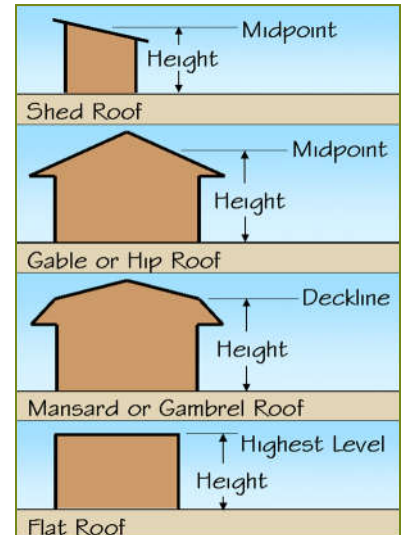 Midpoint
Height
Shed Roof
Midpoint
Height
Gable or Hip Roof
Deckline
Height
Mansard or Gambrel Roof
Highest Level
Height
Flat Roof